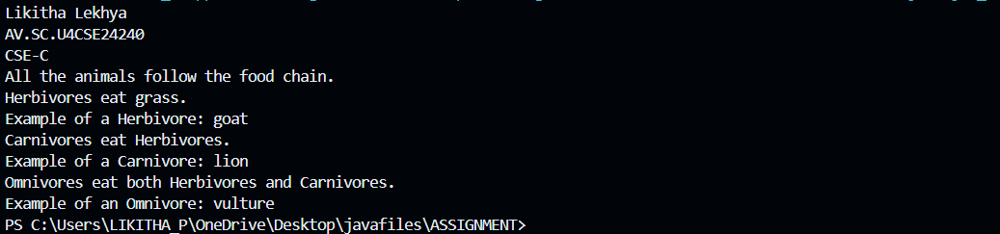 Likitha Lekhya
AV.SC.U4CSE24240
CSE-C
All the animals follow the food chain.
Herbivores eat grass.
Example of a Herbivore: goat
Carnivores eat Herbivores.
Example of a Carnivore: lion
Omnivores eat both Herbivores and Carnivores.
Example of an Omnivore: vulture
PS C:\Users\LIKITHA_P\OneDrive\Desktop\javafiles\ASSIGNMENT>